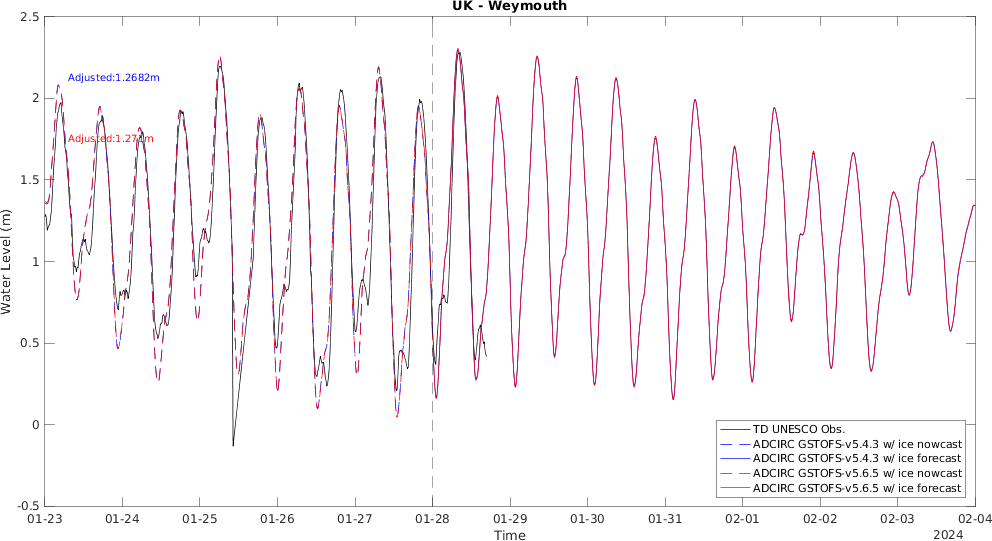 UK - Weymouth
2.5
2
1.5
1
0.5
0
-0.5
Water Level (m)
Adjusted:1.2682m
TD UNESCO Obs.
ADCIRC GSTOFS-v5.4.3 w/ ice nowcast
ADCIRC GSTOFS-v5.4.3 w/ ice forecast
ADCIRC GSTOFS-v5.6.5 w/ ice nowcast
ADCIRC GSTOFS-v5.6.5 w/ ice forecast
01-23 01-24 01-25 01-26 01-27 01-28 01-29 01-30 01-31 02-01 02-02 02-03 02-04
Time
2024